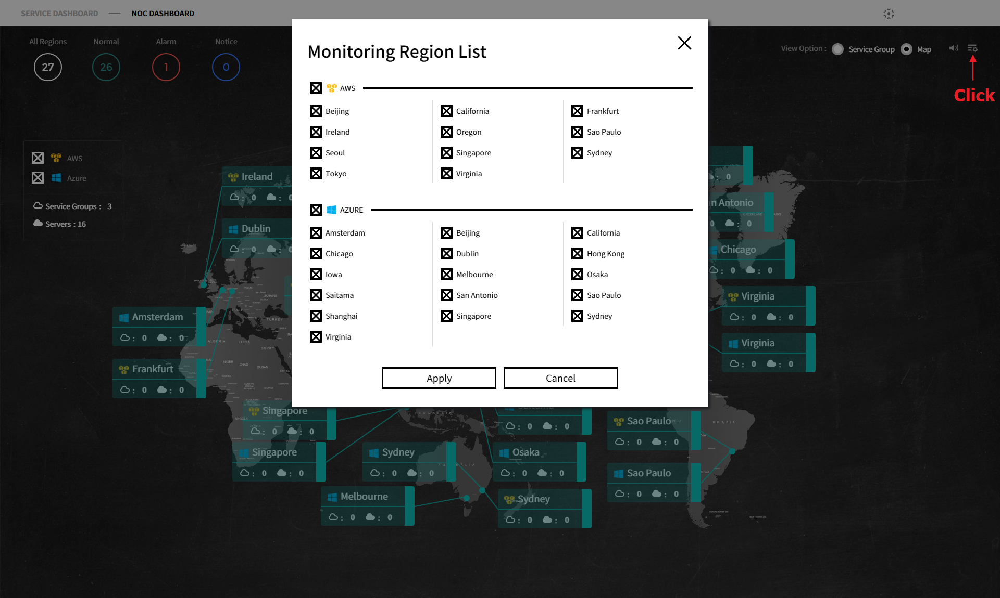 SERVICE DASHBOARD — NOC DASHBOARD
All Regions Normal Alarm Notice
27 26 1 0
View Option : Service Group Map
Click
Monitoring Region List
AWS
Beijing California Frankfurt
Ireland Oregon Sao Paulo
Seoul Singapore Sydney
Tokyo Virginia
AZURE
Amsterdam Beijing California
Chicago Dublin Hong Kong
Iowa Melbourne Osaka
Saitama San Antonio Sao Paulo
Shanghai Singapore Sydney
Virginia
Apply Cancel
AWS
Azure
Service Groups : 3
Servers : 16
Ireland
: 0 : 0
Dublin
: 0 : 0
Amsterdam
: 0 : 0
Frankfurt
: 0 : 0
Singapore
: 0 : 0
Singapore
: 0 : 0
Sydney
: 0 : 0
Melbourne
: 0 : 0
Saitama
: 0 : 0
Osaka
: 0 : 0
Sydney
: 0 : 0
Sao Paulo
: 0 : 0
Sao Paulo
: 0 : 0
: 0
n Antonio
0 : 0
Chicago
: 0 : 0
Virginia
: 0 : 0
Virginia
: 0 : 0
UKRAINE
ITALY
TURKEY
ALGERIA
LIBYA
EGYPT
MALI
NIGER
CHAD
SUDAN
ANGOLA
INDONESIA
BRAZIL
PERU